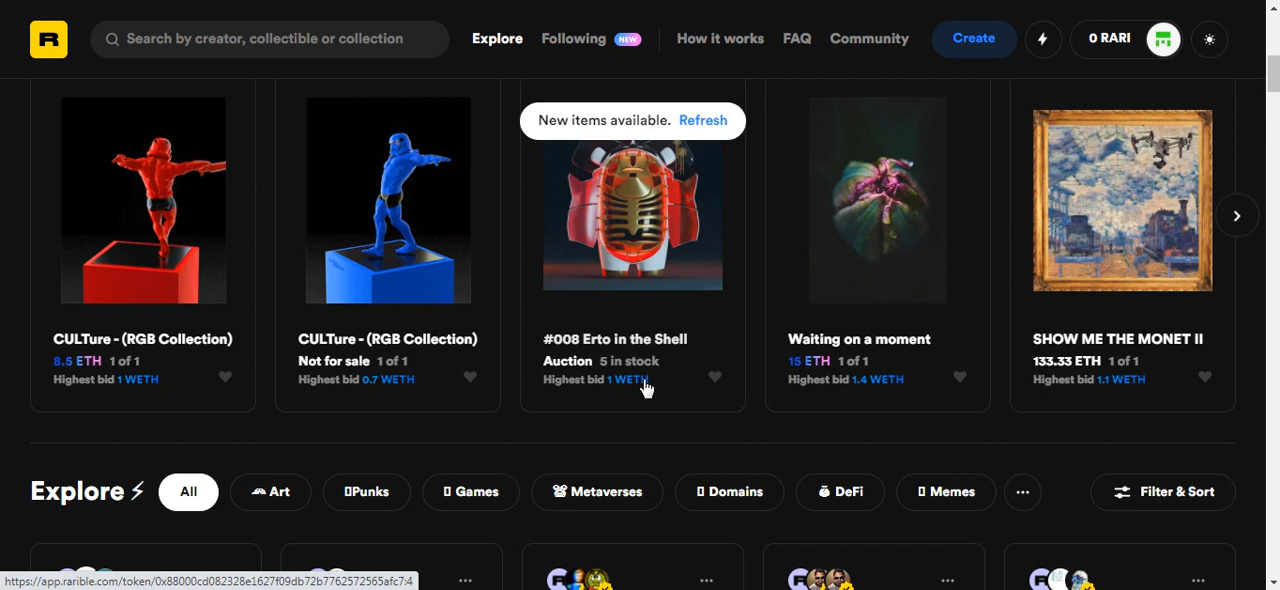 R
Search by creator, collectible or collection
Explore
Following NEW
How it works
FAQ
Community
Create
0 RARI
New items available. Refresh
CULTure - (RGB Collection)
8.5 ETH 1 of 1
Highest bid 1 WETH
CULTure - (RGB Collection)
Not for sale 1 of 1
Highest bid 0.7 WETH
#008 Erto in the Shell
Auction 5 in stock
Highest bid 1 WETH
Waiting on a moment
15 ETH 1 of 1
Highest bid 1.4 WETH
SHOW ME THE MONET II
133.33 ETH 1 of 1
Highest bid 1.1 WETH
Explore
All
Art
Punks
Games
Metaverses
Domains
DeFi
Memes
Filter & Sort
https://app.rarible.com/token/0x88000cd082328e1627f09db72b7762572565afc7:4